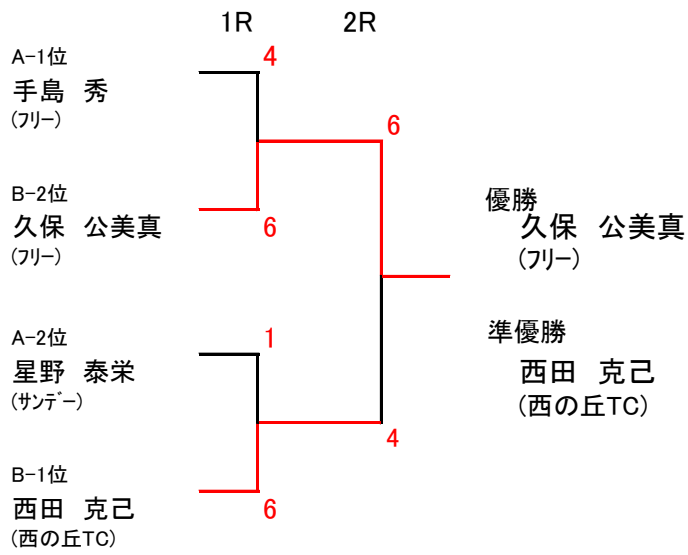 1R 2R
A-1位
手島 秀
(フリー)
4
6
B-2位
久保 公美真
(フリー)
6
優勝
久保 公美真
(フリー)
A-2位
星野 泰栄
(サンデー)
1
準優勝
西田 克己
(西の丘TC)
4
B-1位
西田 克己
(西の丘TC)
6